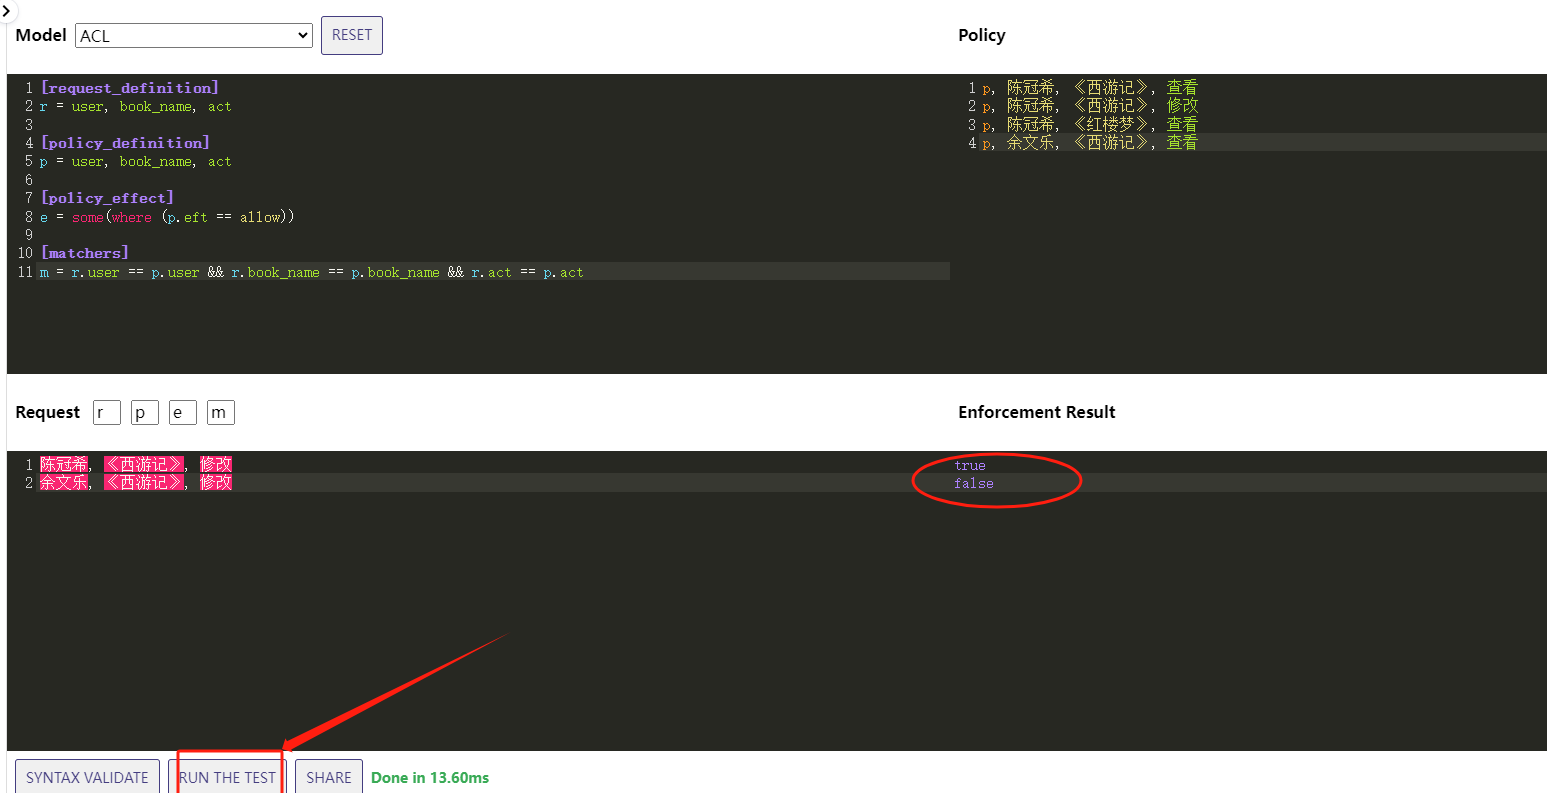 Model ACL RESET
Policy
1 [request_definition]
2 r = user, book_name, act
3
4 [policy_definition]
5 p = user, book_name, act
6
7 [policy_effect]
8 e = some(where (p.eft == allow))
9
10 [matchers]
11 m = r.user == p.user && r.book_name == p.book_name && r.act == p.act
1 p, 陈冠希, 《西游记》, 查看
2 p, 陈冠希, 《西游记》, 修改
3 p, 陈冠希, 《红楼梦》, 查看
4 p, 余文乐, 《西游记》, 查看
Request r p e m
Enforcement Result
1 陈冠希, 《西游记》, 修改
2 余文乐, 《西游记》, 修改
true
false
SYNTAX VALIDATE RUN THE TEST SHARE Done in 13.60ms